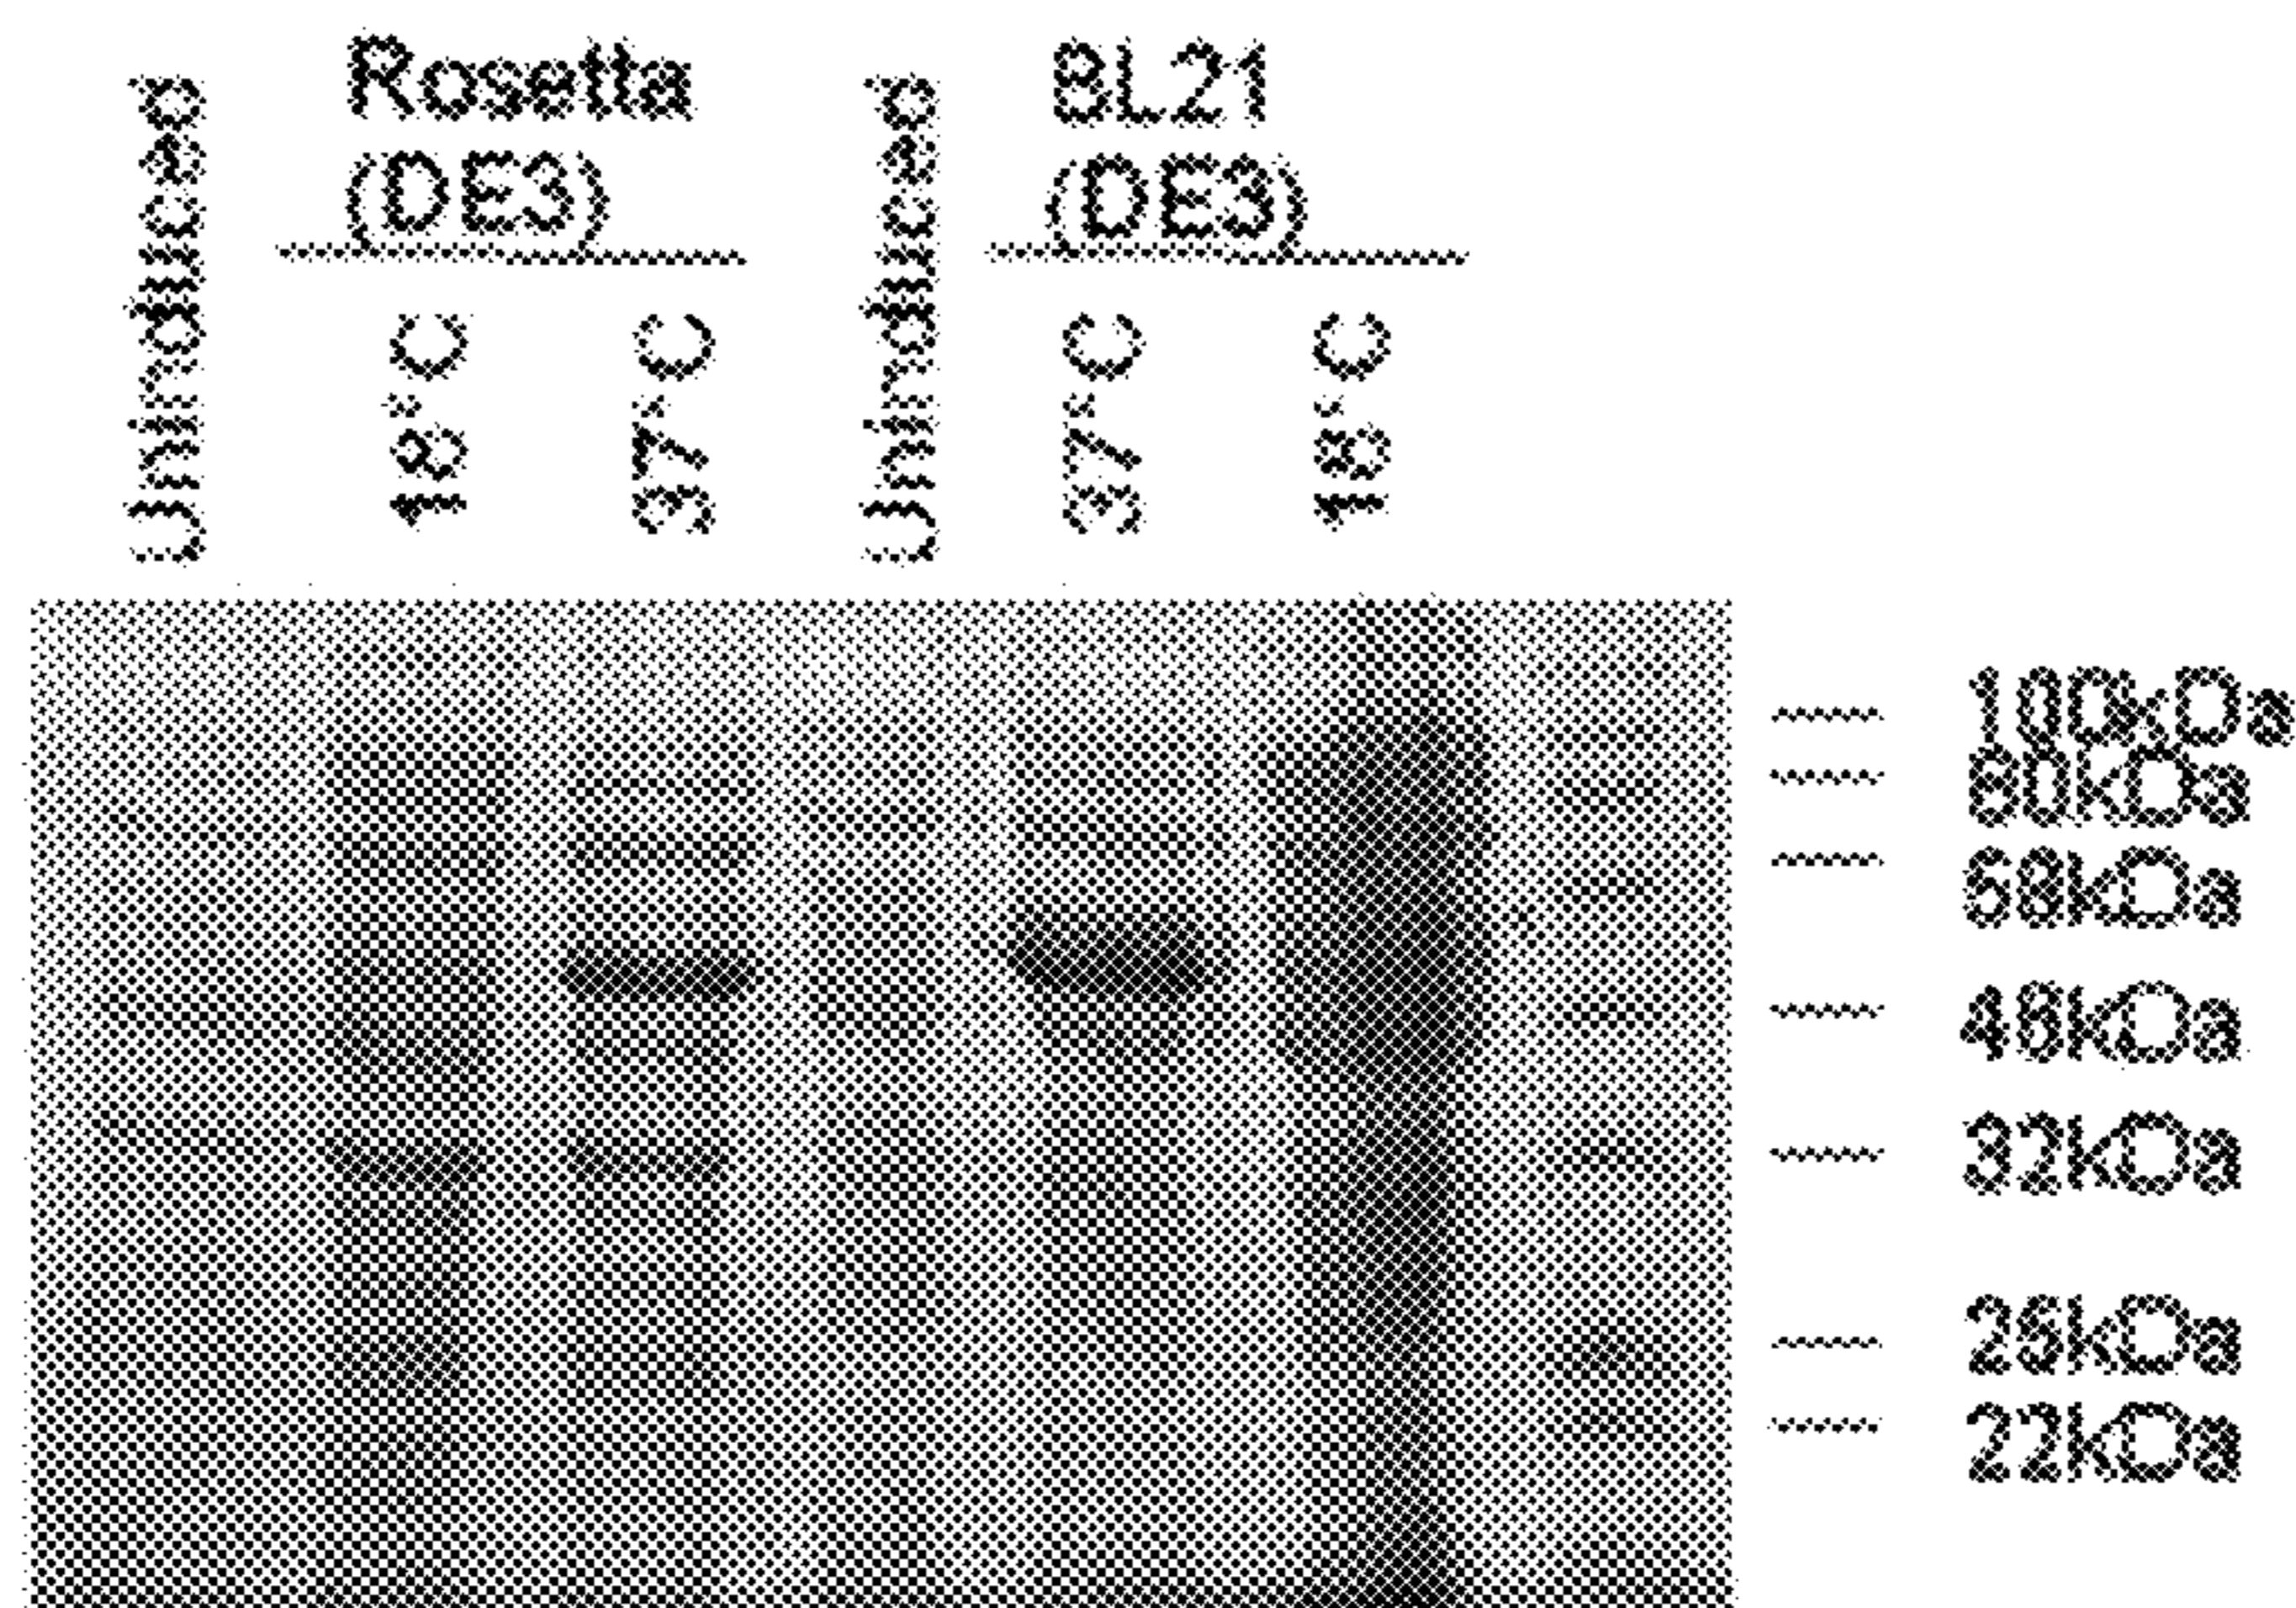 Uninduced
Rosetta
(DE3)
18°C
37°C
Uninduced
BL21
(DE3)
37°C
18°C
100kDa
80kDa
58kDa
46kDa
32kDa
25kDa
22kDa